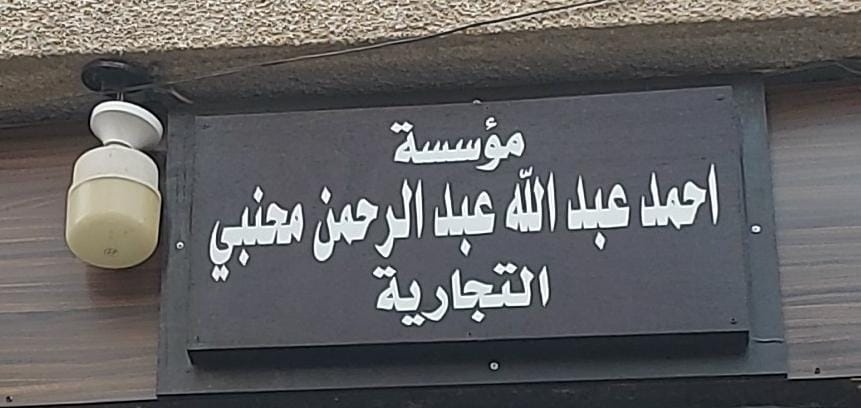 مؤسسة
احمد عبد الله عبد الرحمن محنبي
التجارية